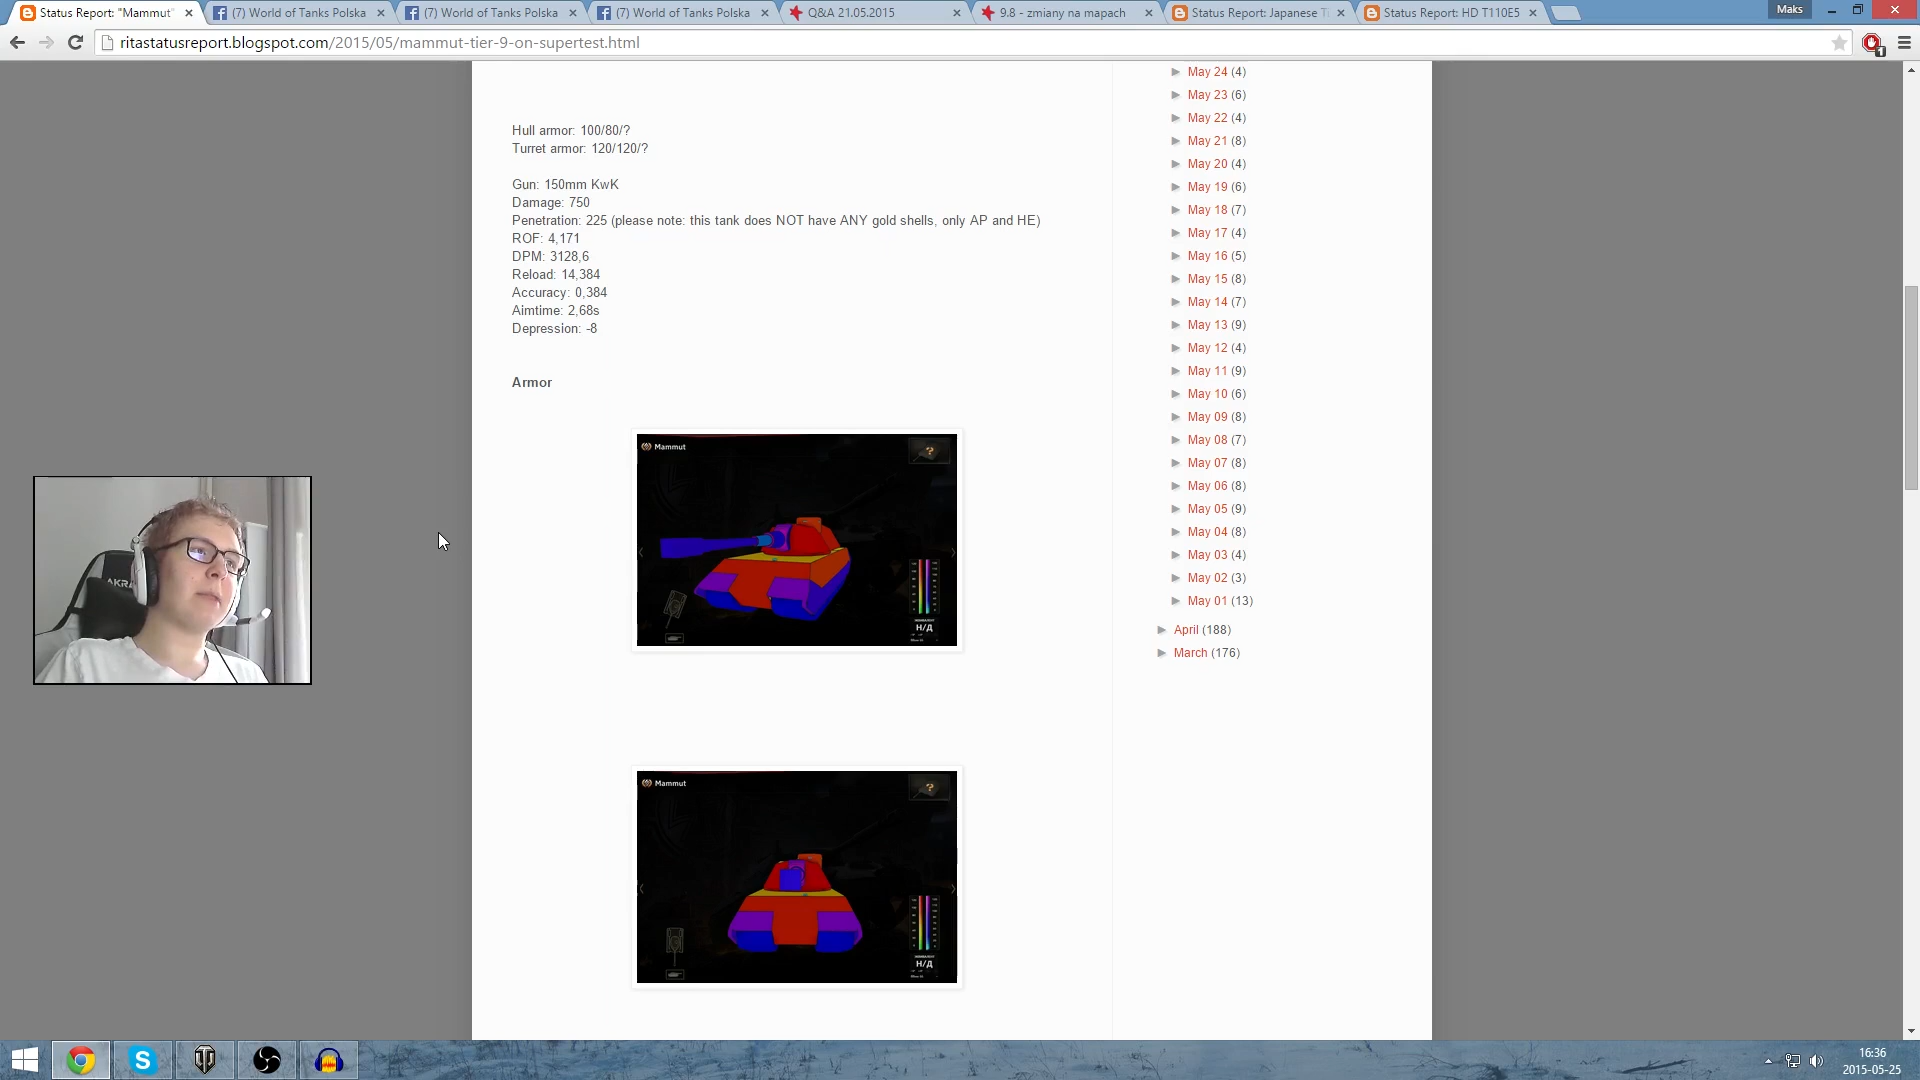 Status Report: "Mammut"
(7) World of Tanks Polska
(7) World of Tanks Polska
(7) World of Tanks Polska
Q&A 21.05.2015
9.8 - zmiany na mapach
Status Report: Japanese
Status Report: HD T110E5
Maks
ritastatusreport.blogspot.com/2015/05/mammut-tier-9-on-supertest.html
1
Hull armor: 100/80/?
Turret armor: 120/120/?
Gun: 150mm KwK
Damage: 750
Penetration: 225 (please note: this tank does NOT have ANY gold shells, only AP and HE)
ROF: 4,171
DPM: 3128,6
Reload: 14,384
Accuracy: 0,384
Aimtime: 2,68s
Depression: -8
Armor
Mammut
?
Н/Д
Mammut
?
Н/Д
May 24 (4)
May 23 (6)
May 22 (4)
May 21 (8)
May 20 (4)
May 19 (6)
May 18 (7)
May 17 (4)
May 16 (5)
May 15 (8)
May 14 (7)
May 13 (9)
May 12 (4)
May 11 (9)
May 10 (6)
May 09 (8)
May 08 (7)
May 07 (8)
May 06 (8)
May 05 (9)
May 04 (8)
May 03 (4)
May 02 (3)
May 01 (13)
April (188)
March (176)
16:36
2015-05-25